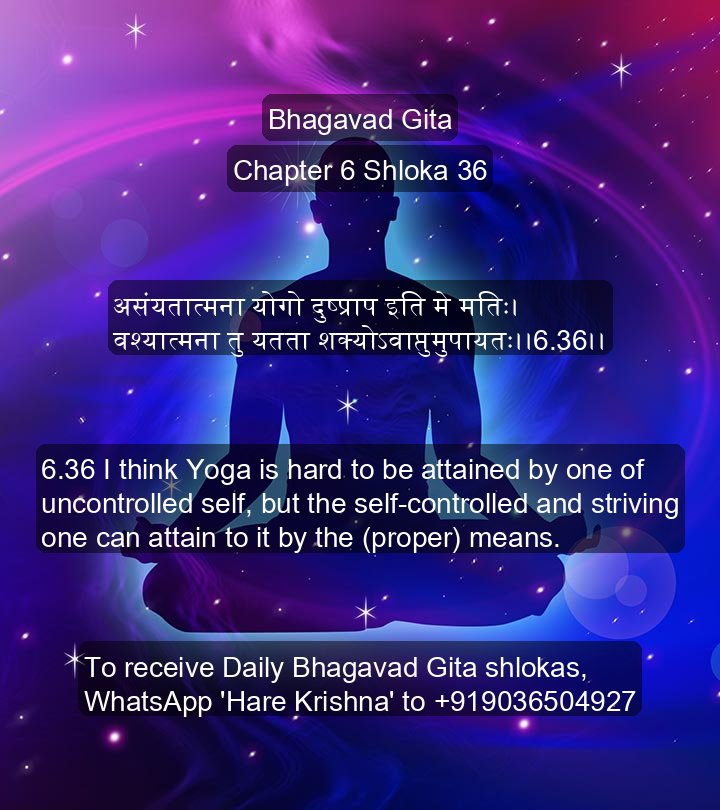 Bhagavad Gita
Chapter 6 Shloka 36
असंयतात्मना योगो दुष्प्राप इति मे मतिः।
वश्यात्मना तु यतता शक्योऽवाप्तुमुपायतः।।6.36।।
6.36 I think Yoga is hard to be attained by one of
uncontrolled self, but the self-controlled and striving
one can attain to it by the (proper) means.
To receive Daily Bhagavad Gita shlokas,
WhatsApp 'Hare Krishna' to +919036504927